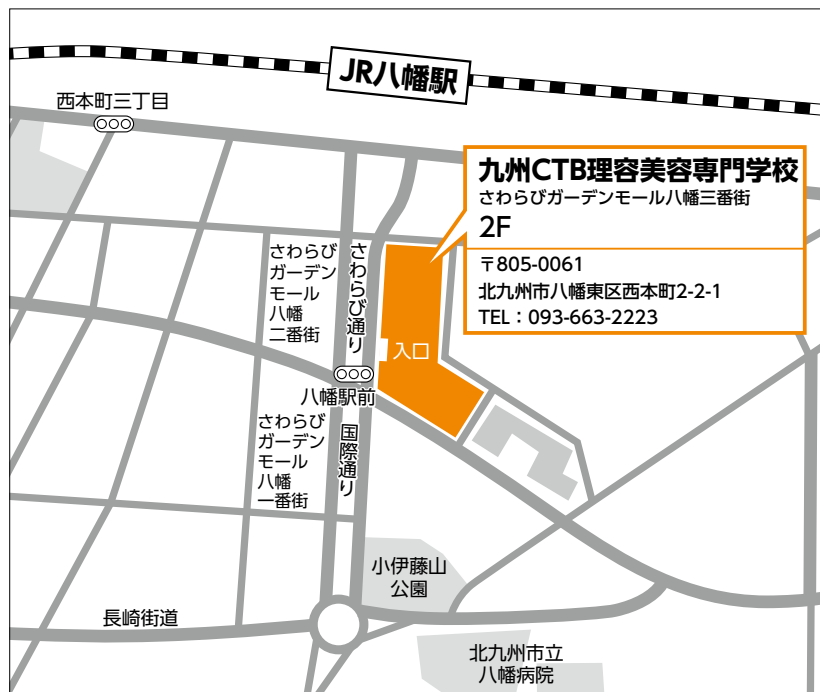 JR八幡駅
西本町三丁目
九州CTB理容美容専門学校
さわらびガーデンモール八幡三番街
2F
〒805-0061
北九州市八幡東区西本町2-2-1
TEL：093-663-2223
さわらび
ガーデン
モール
八幡
二番街
さわらび通り
入口
八幡駅前
さわらび
ガーデン
モール
八幡
一番街
国際通り
小伊藤山
公園
長崎街道
北九州市立
八幡病院